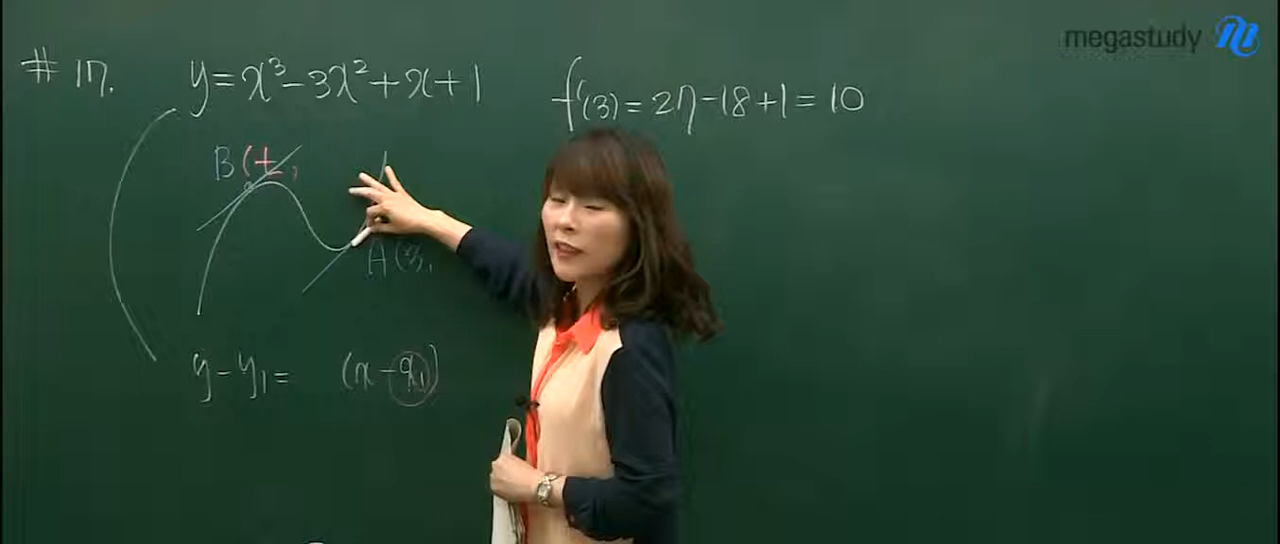 megastudy
# 17.
y=x³-3x²+x+1
f'(3)=27-18+1=10
B(t,
A(3,
y-y₁= (x-x₁)